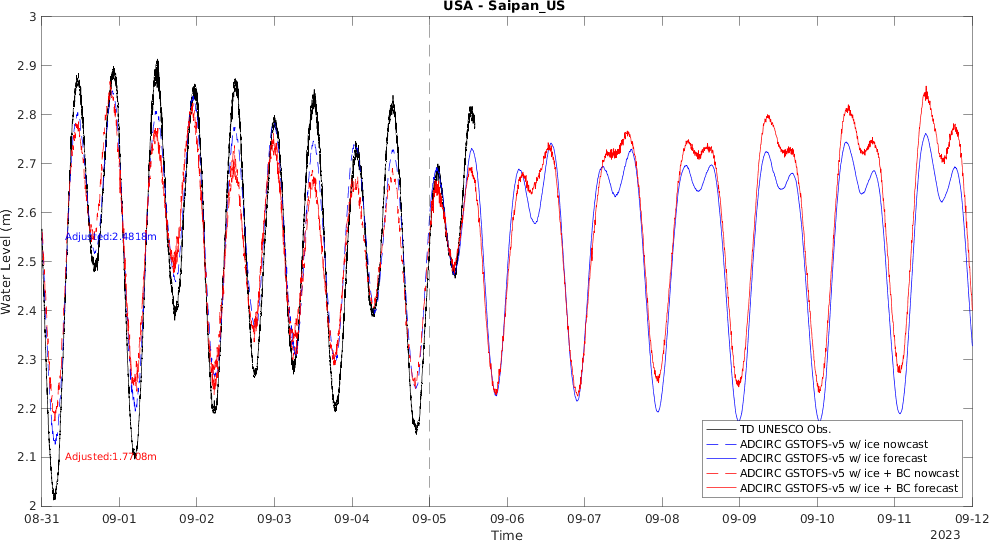 USA - Saipan_US
3
2.9
2.8
2.7
2.6
2.5
2.4
2.3
2.2
2.1
2
Water Level (m)
Adjusted:2.4818m
Adjusted:1.7708m
TD UNESCO Obs.
ADCIRC GSTOFS-v5 w/ ice nowcast
ADCIRC GSTOFS-v5 w/ ice forecast
ADCIRC GSTOFS-v5 w/ ice + BC nowcast
ADCIRC GSTOFS-v5 w/ ice + BC forecast
08-31 09-01 09-02 09-03 09-04 09-05 09-06 09-07 09-08 09-09 09-10 09-11 09-12
Time
2023